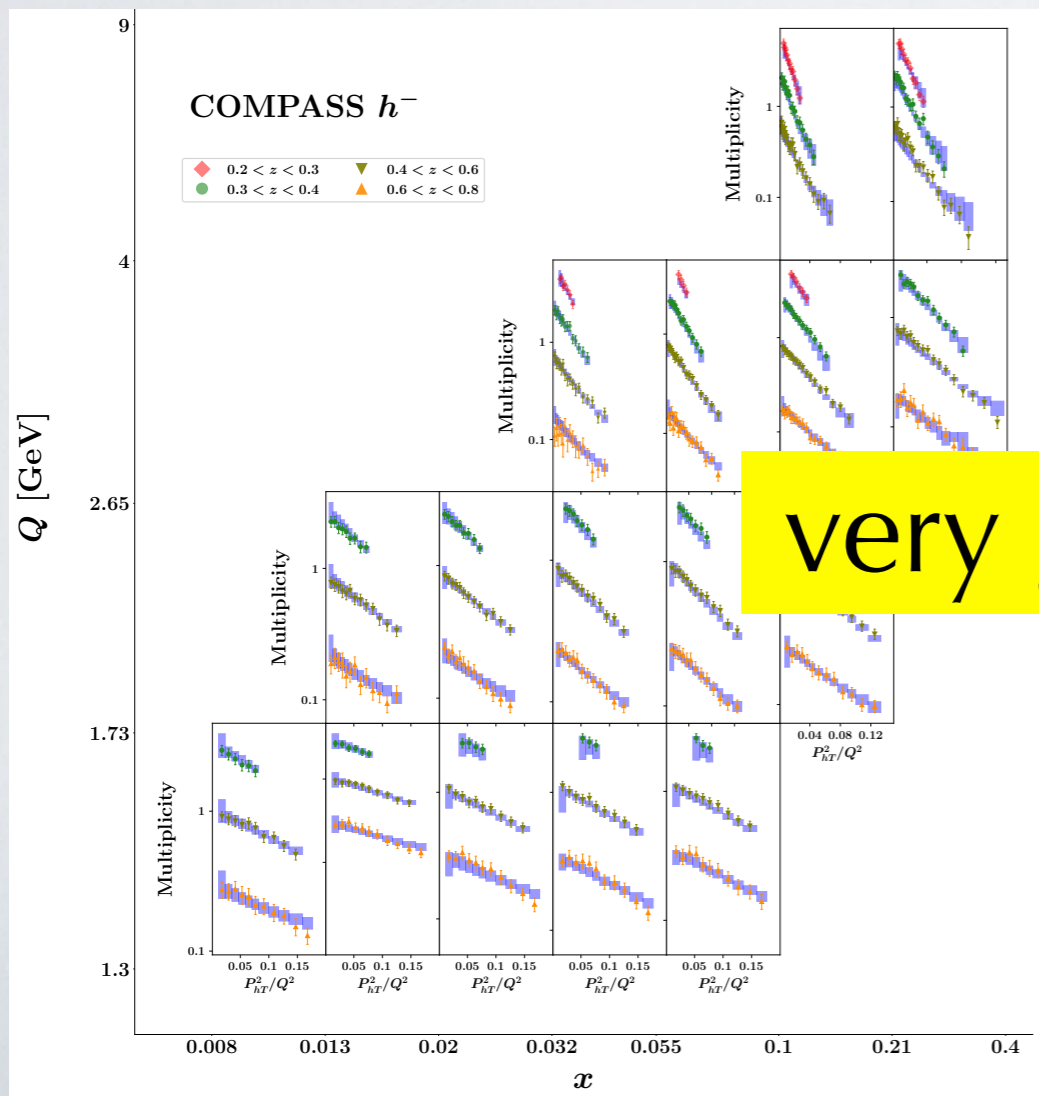 9
COMPASS h⁻
0.2 < z < 0.3
0.4 < z < 0.6
0.3 < z < 0.4
0.6 < z < 0.8
Multiplicity
1
0.1
4
Multiplicity
1
0.1
Q [GeV]
2.65
very
Multiplicity
1
0.1
0.04 0.08 0.12
P²hT/Q²
1.73
Multiplicity
1
0.1
0.05 0.1 0.15 0.05 0.1 0.15 0.05 0.1 0.15 0.05 0.1 0.15 0.05 0.1 0.15
P²hT/Q² P²hT/Q² P²hT/Q² P²hT/Q² P²hT/Q²
1.3
0.008 0.013 0.02 0.032 0.055 0.1 0.21 0.4
x